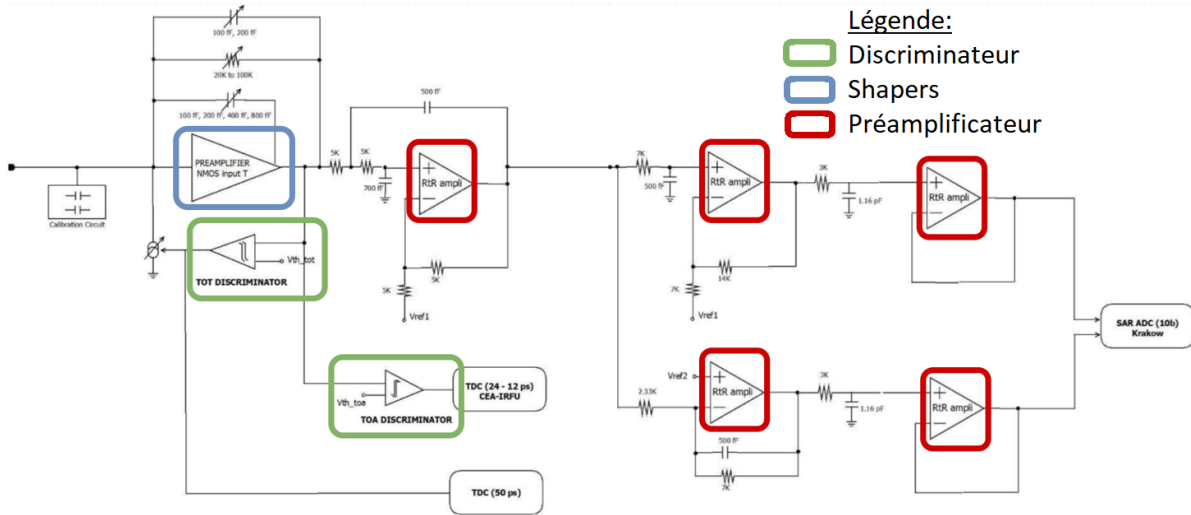 Légende:
Discriminateur
Shapers
Préamplificateur
100 fF, 200 fF
20K to 100K
100 fF, 200 fF, 400 fF, 800 fF
PREAMPLIFIER
NMOS input T
Calibration Circuit
Vth_tot
TOT DISCRIMINATOR
Vth_toa
TOA DISCRIMINATOR
TDC (24 - 12 ps)
CEA-IRFU
TDC (50 ps)
500 fF
5K
5K
700 fF
+
RtR ampli
−
5K
5K
Vref1
7K
500 fF
+
RtR ampli
−
14K
7K
Vref1
3K
1.16 pF
+
RtR ampli
−
Vref2
2.33K
+
RtR ampli
−
500 fF
7K
3K
1.16 pF
+
RtR ampli
−
SAR ADC (10b)
Krakow